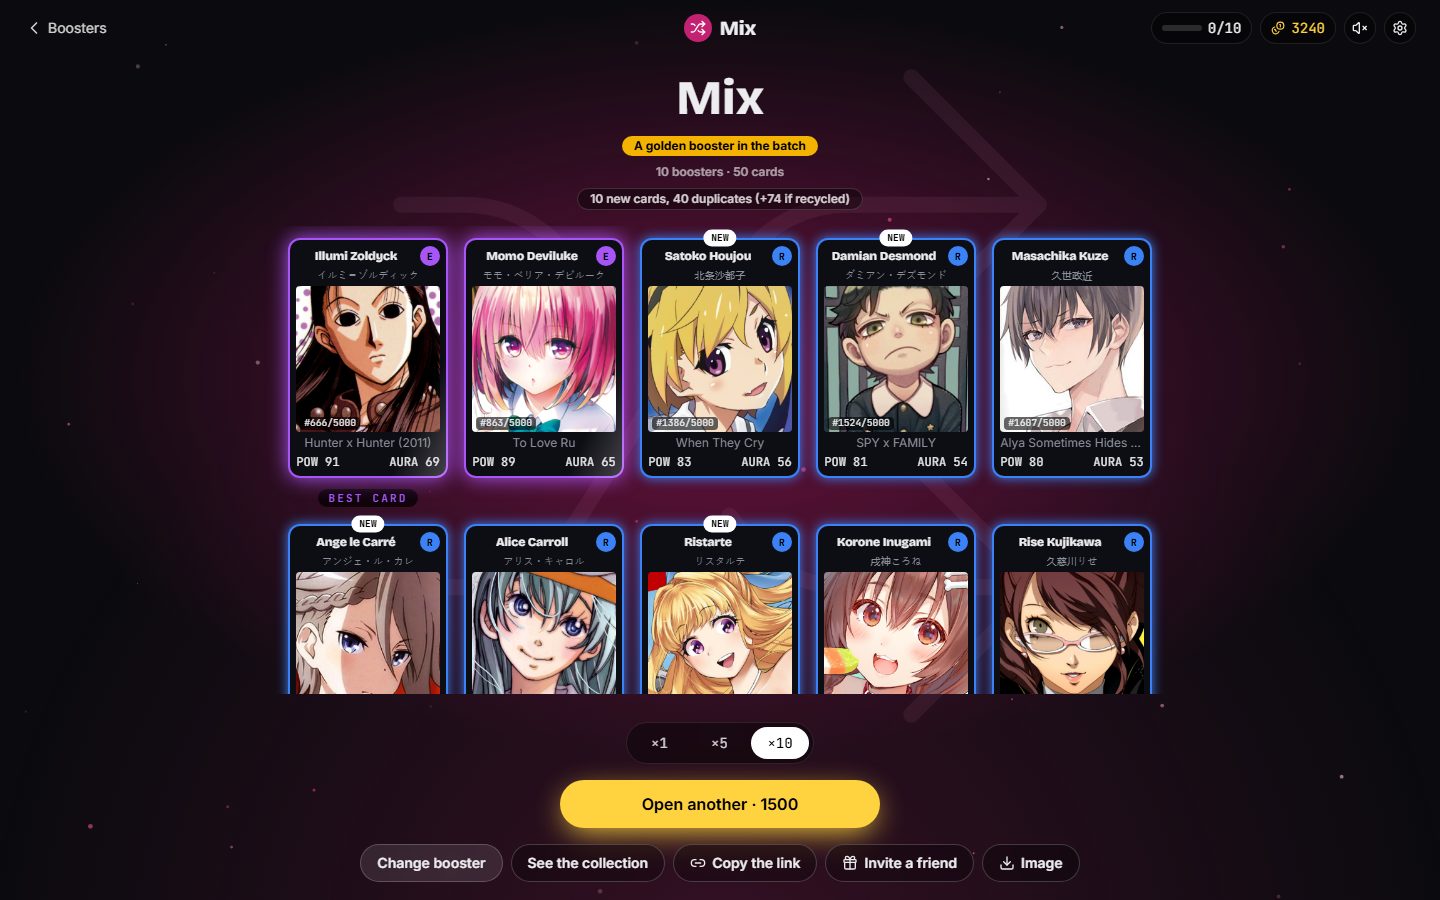 Boosters
Mix
0/10
3240
Mix
A golden booster in the batch
10 boosters · 50 cards
10 new cards, 40 duplicates (+74 if recycled)
Illumi Zoldyck E
イルミ=ゾルディック
#666/5000
Hunter x Hunter (2011)
POW 91 AURA 69
BEST CARD
Momo Deviluke E
モモ・ベリア・デビルーク
#863/5000
To Love Ru
POW 89 AURA 65
NEW
Satoko Houjou R
北条沙都子
#1386/5000
When They Cry
POW 83 AURA 56
NEW
Damian Desmond R
ダミアン・デズモンド
#1524/5000
SPY x FAMILY
POW 81 AURA 54
Masachika Kuze R
久世政近
#1607/5000
Alya Sometimes Hides ...
POW 80 AURA 53
NEW
Ange le Carré R
アンジェ・ル・カレ
Alice Carroll R
アリス・キャロル
NEW
Ristarte R
リスタルテ
Korone Inugami R
戌神ころね
Rise Kujikawa R
久慈川りせ
×1 ×5 ×10
Open another · 1500
Change booster
See the collection
Copy the link
Invite a friend
Image